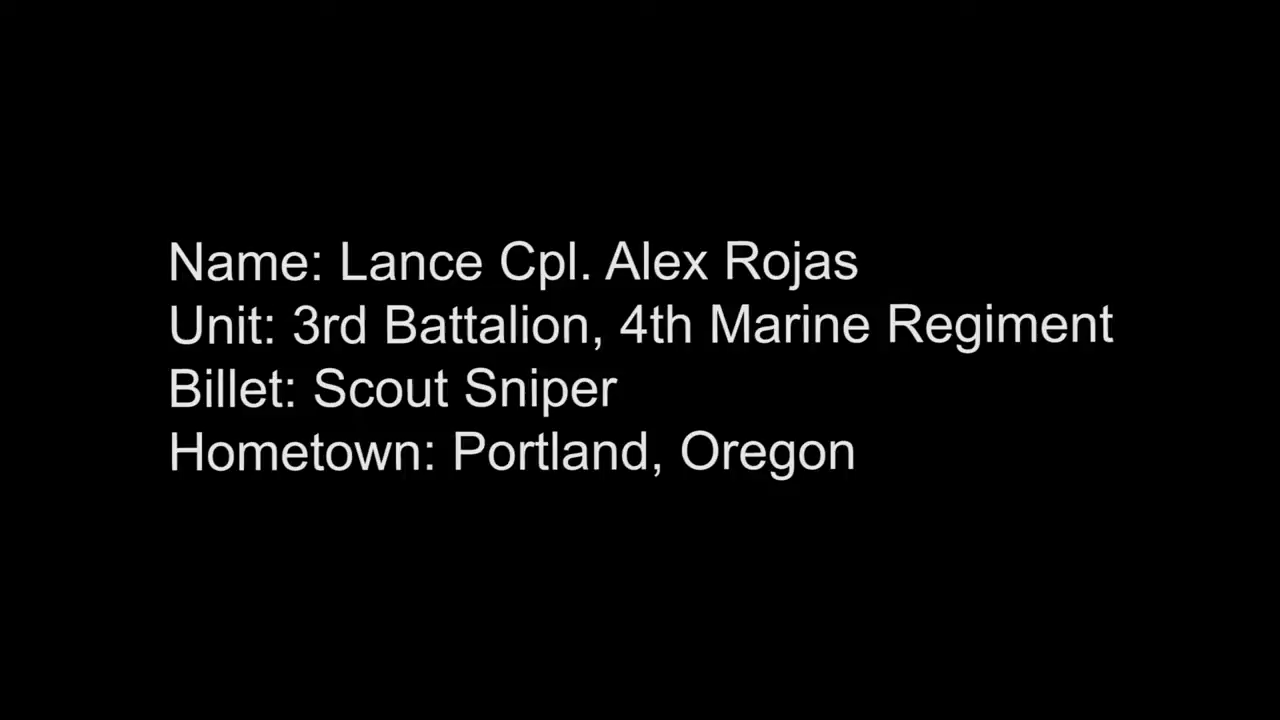 Name: Lance Cpl. Alex Rojas
Unit: 3rd Battalion, 4th Marine Regiment
Billet: Scout Sniper
Hometown: Portland, Oregon